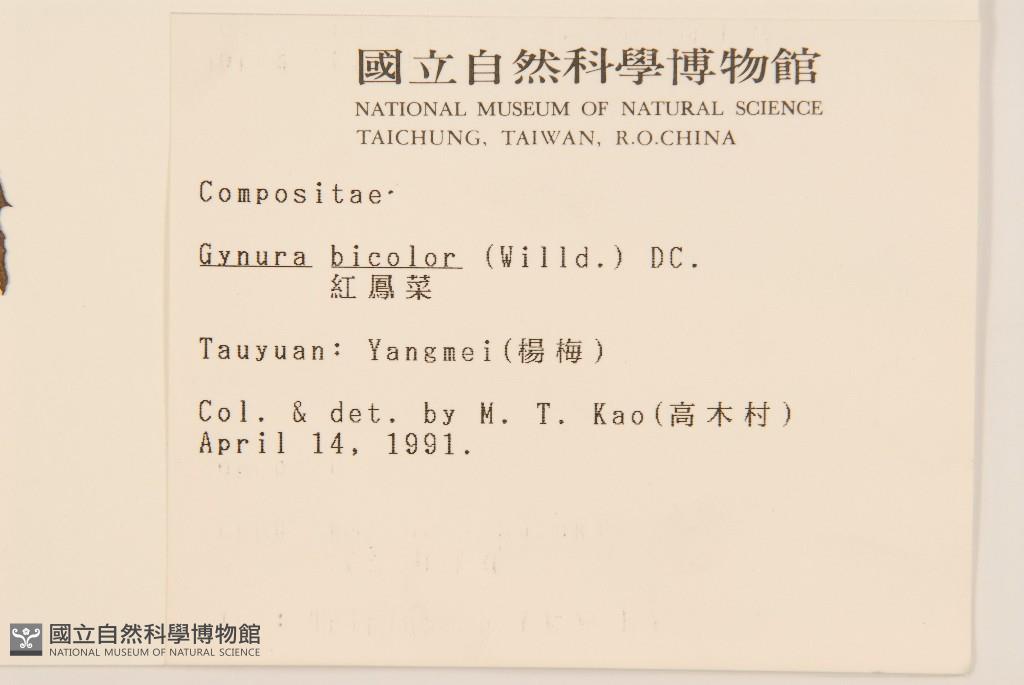 國立自然科學博物館
NATIONAL MUSEUM OF NATURAL SCIENCE
TAICHUNG, TAIWAN, R.O.CHINA
Compositae
Gynura bicolor (Willd.) DC.
紅鳳菜
Tauyuan: Yangmei(楊梅)
Col. & det. by M. T. Kao(高木村)
April 14, 1991.
國立自然科學博物館
NATIONAL MUSEUM OF NATURAL SCIENCE